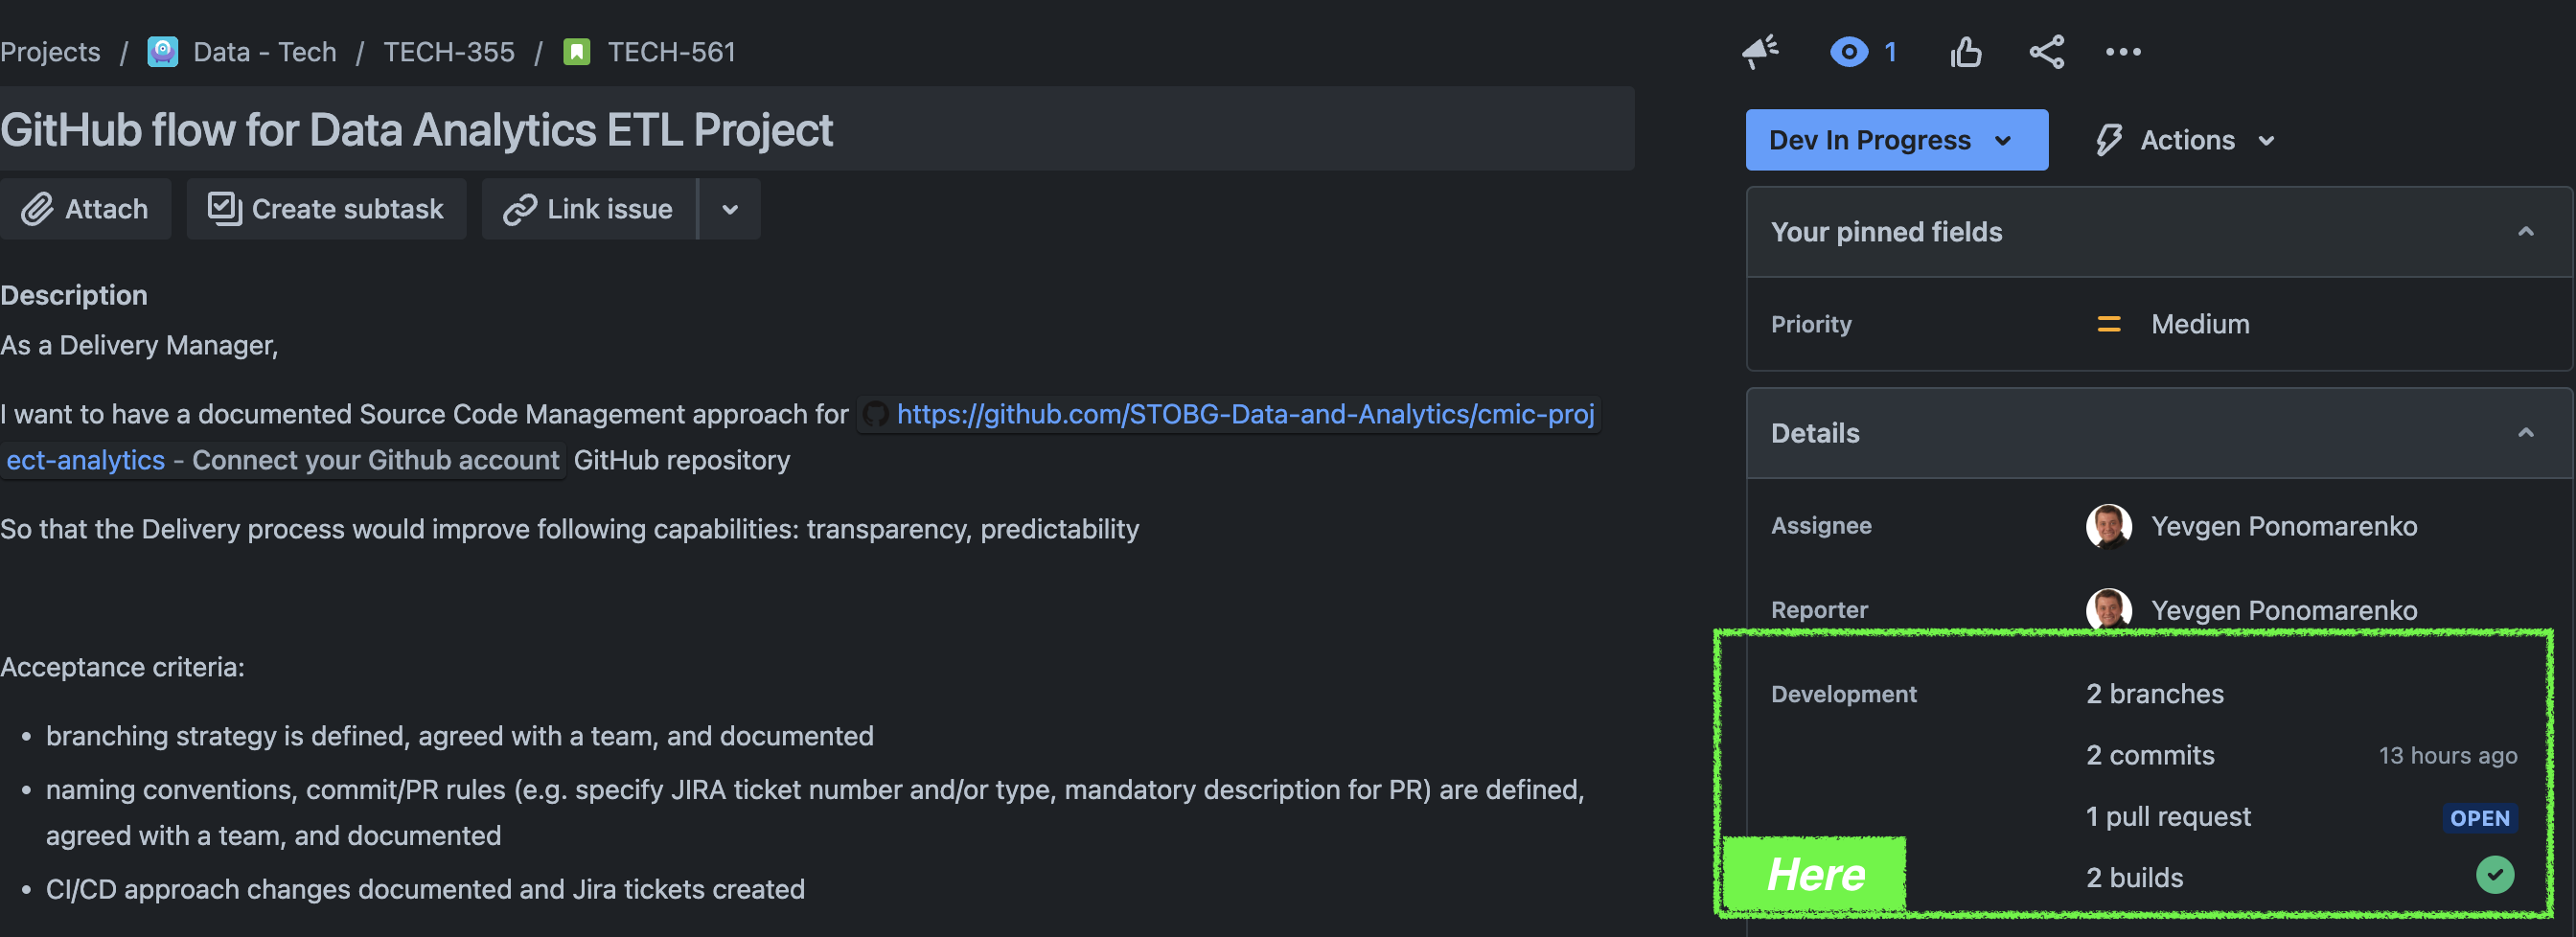 Projects / Data - Tech / TECH-355 / TECH-561
1
GitHub flow for Data Analytics ETL Project
Attach
Create subtask
Link issue
Description
As a Delivery Manager,
I want to have a documented Source Code Management approach for https://github.com/STOBG-Data-and-Analytics/cmic-proj
ect-analytics - Connect your Github account GitHub repository
So that the Delivery process would improve following capabilities: transparency, predictability
Acceptance criteria:
• branching strategy is defined, agreed with a team, and documented
• naming conventions, commit/PR rules (e.g. specify JIRA ticket number and/or type, mandatory description for PR) are defined,
agreed with a team, and documented
• CI/CD approach changes documented and Jira tickets created
Dev In Progress
Actions
Your pinned fields
Priority Medium
Details
Assignee Yevgen Ponomarenko
Reporter Yevgen Ponomarenko
Development 2 branches
2 commits 13 hours ago
1 pull request OPEN
Here
2 builds